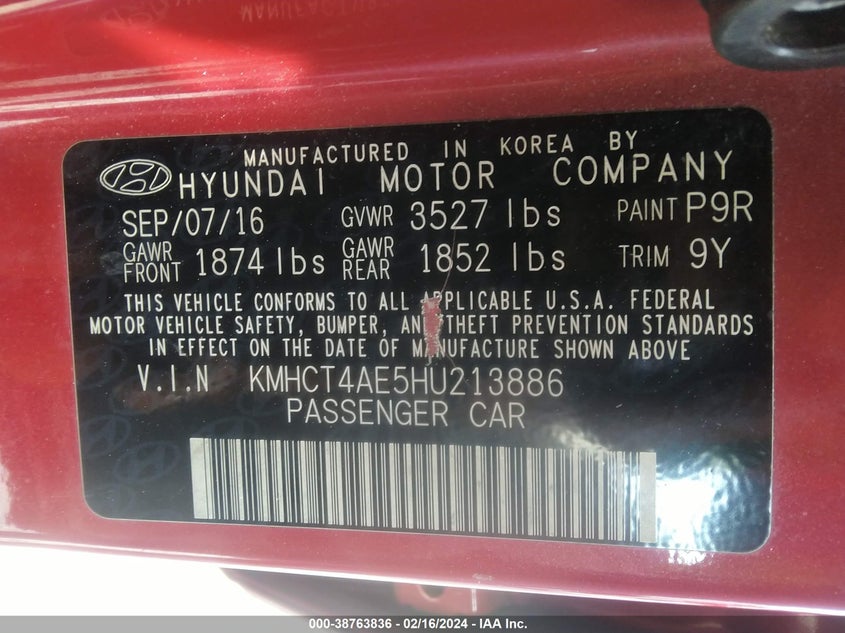 MANUFACTURED IN KOREA BY
HYUNDAI MOTOR COMPANY
SEP/07/16 GVWR 3527 lbs PAINT P9R
GAWR FRONT 1874 lbs GAWR REAR 1852 lbs TRIM 9Y
THIS VEHICLE CONFORMS TO ALL APPLICABLE U.S.A. FEDERAL
MOTOR VEHICLE SAFETY, BUMPER, AND THEFT PREVENTION STANDARDS
IN EFFECT ON THE DATE OF MANUFACTURE SHOWN ABOVE
V.I.N KMHCT4AE5HU213886
PASSENGER CAR
000-38763836 - 02/16/2024 - IAA Inc.